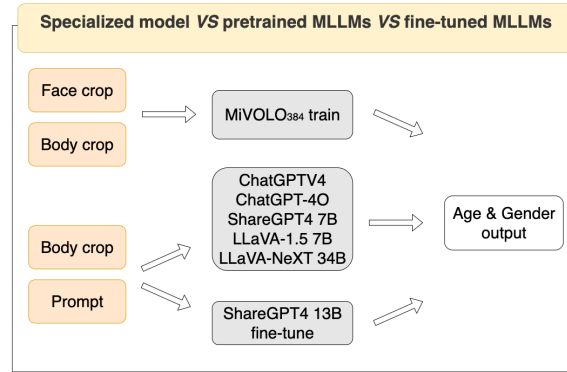 Specialized model VS pretrained MLLMs VS fine-tuned MLLMs
Face crop
Body crop
MiVOLO₃₈₄ train
Body crop
Prompt
ChatGPTV4
ChatGPT-4O
ShareGPT4 7B
LLaVA-1.5 7B
LLaVA-NeXT 34B
ShareGPT4 13B
fine-tune
Age & Gender
output